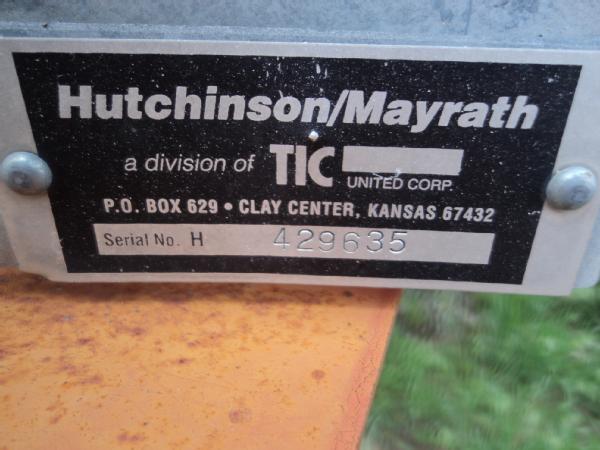 Hutchinson/Mayrath
a division of TIC UNITED CORP.
P.O. BOX 629 • CLAY CENTER, KANSAS 67432
Serial No. H 429635